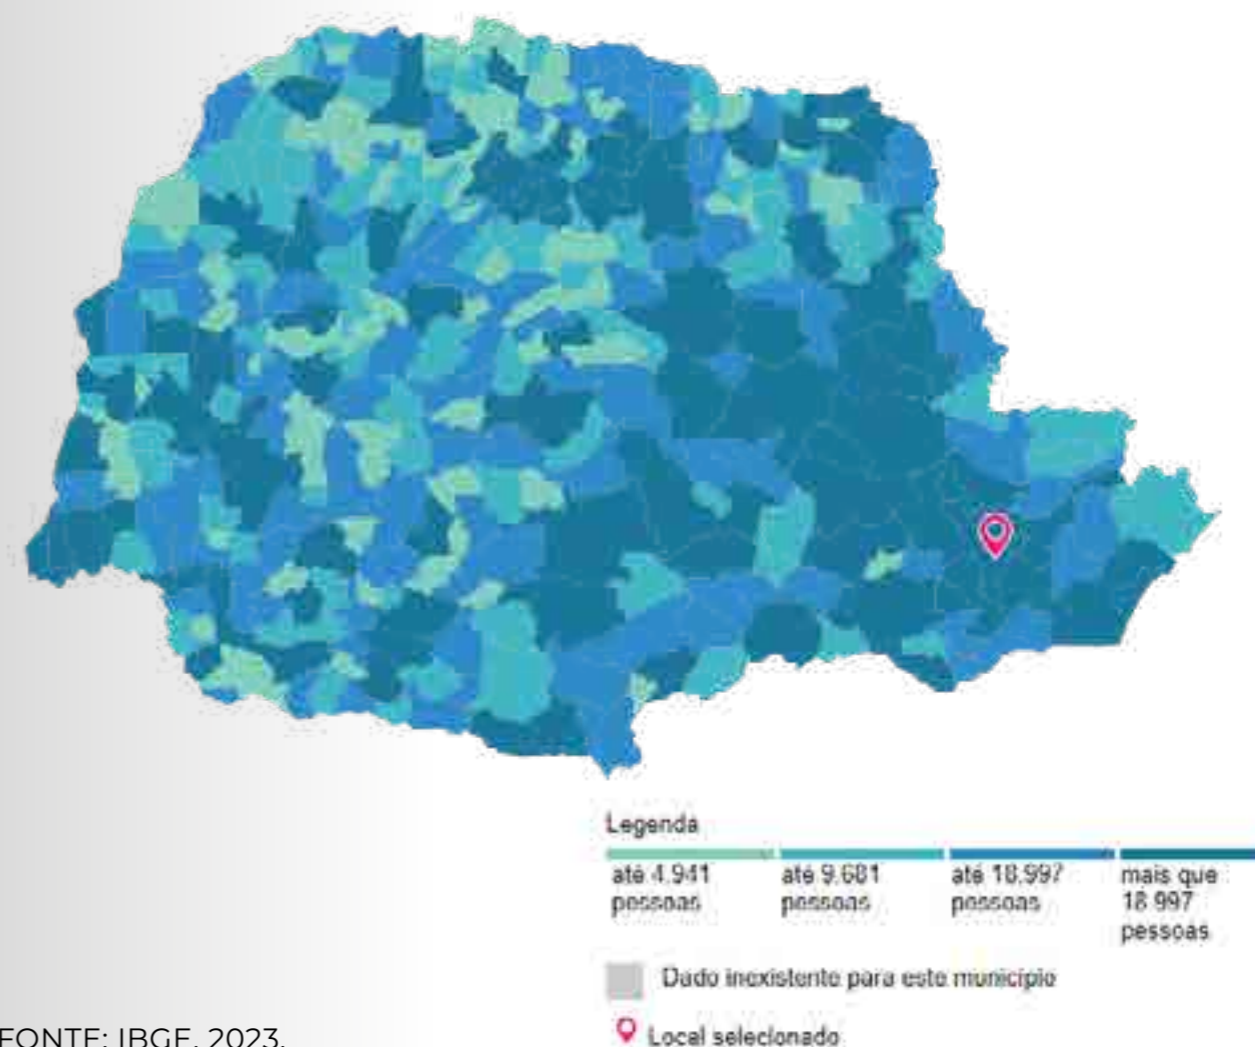 Legenda
até 4.941
pessoas
até 9.681
pessoas
até 18.997
pessoas
mais que
18 997
pessoas
Dado inexistente para este município
Local selecionado
FONTE: IBGE, 2023.